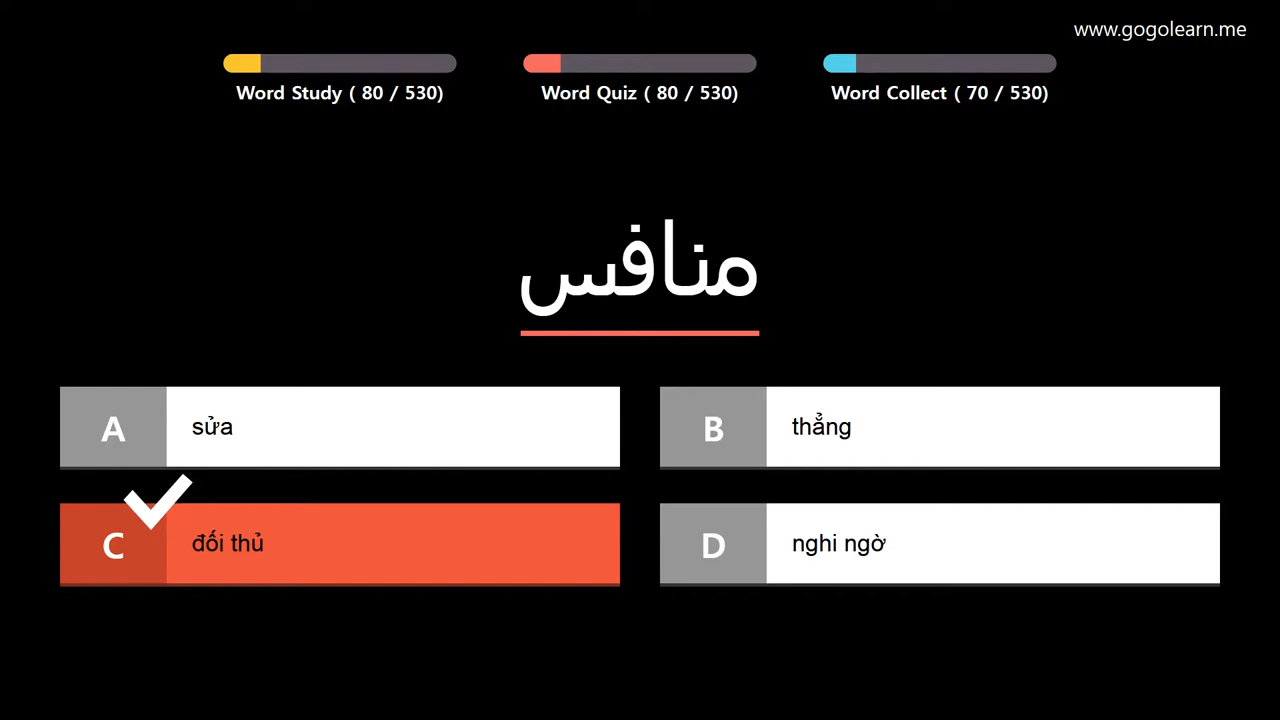 www.gogolearn.me
Word Study ( 80 / 530)
Word Quiz ( 80 / 530)
Word Collect ( 70 / 530)
منافس
A
sửa
B
thẳng
C
đối thủ
D
nghi ngờ